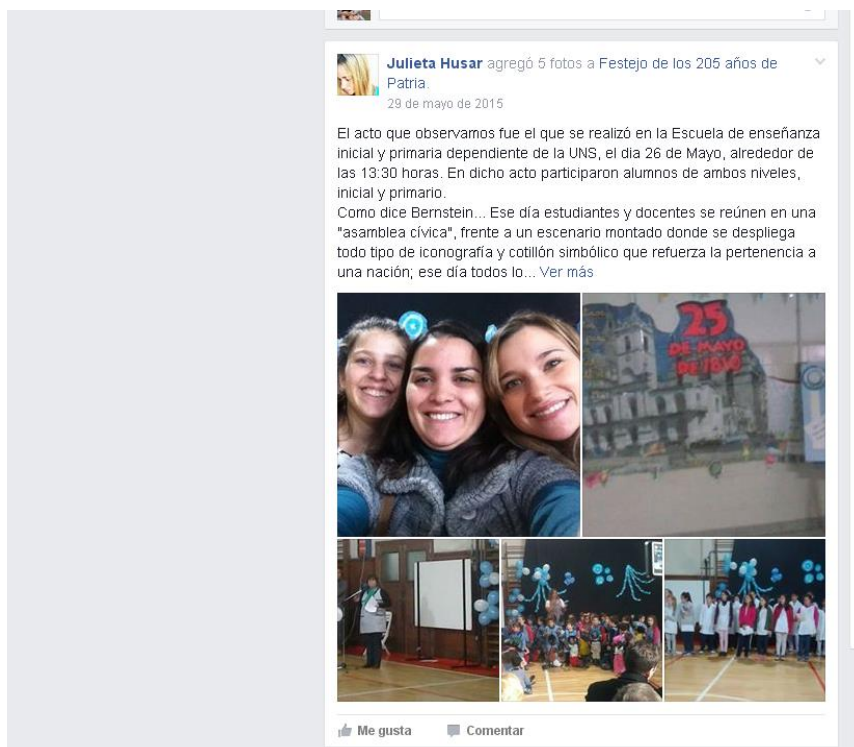 Julieta Husar agregó 5 fotos a Festejo de los 205 años de
Patria.
29 de mayo de 2015
El acto que observamos fue el que se realizó en la Escuela de enseñanza
inicial y primaria dependiente de la UNS, el dia 26 de Mayo, alrededor de
las 13:30 horas. En dicho acto participaron alumnos de ambos niveles,
inicial y primario.
Como dice Bernstein... Ese día estudiantes y docentes se reúnen en una
"asamblea cívica", frente a un escenario montado donde se despliega
todo tipo de iconografía y cotillón simbólico que refuerza la pertenencia a
una nación; ese día todos lo... Ver más
25
DE MAYO
DE 1810
Me gusta Comentar